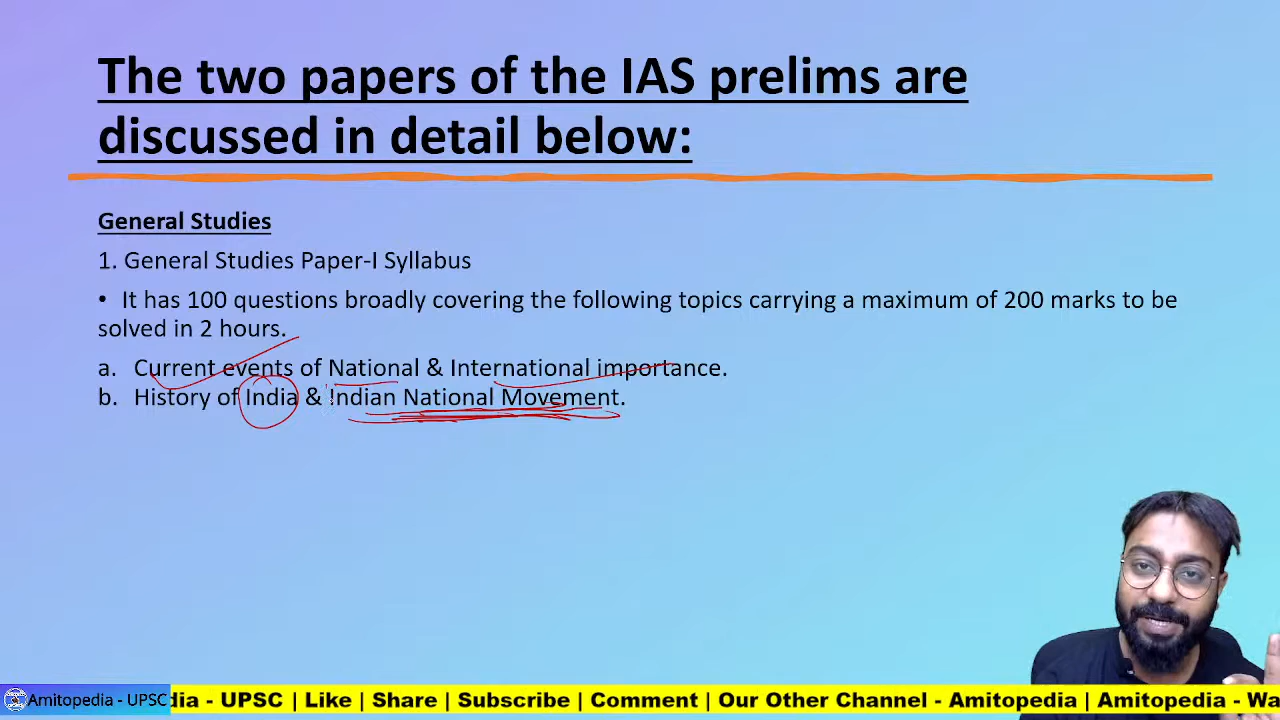 The two papers of the IAS prelims are
discussed in detail below:
General Studies
1. General Studies Paper-I Syllabus
• It has 100 questions broadly covering the following topics carrying a maximum of 200 marks to be
solved in 2 hours.
a. Current events of National & International importance.
b. History of India & Indian National Movement.
Amitopedia - UPSC
dia - UPSC | Like | Share | Subscribe | Comment | Our Other Channel - Amitopedia | Amitopedia - Wa